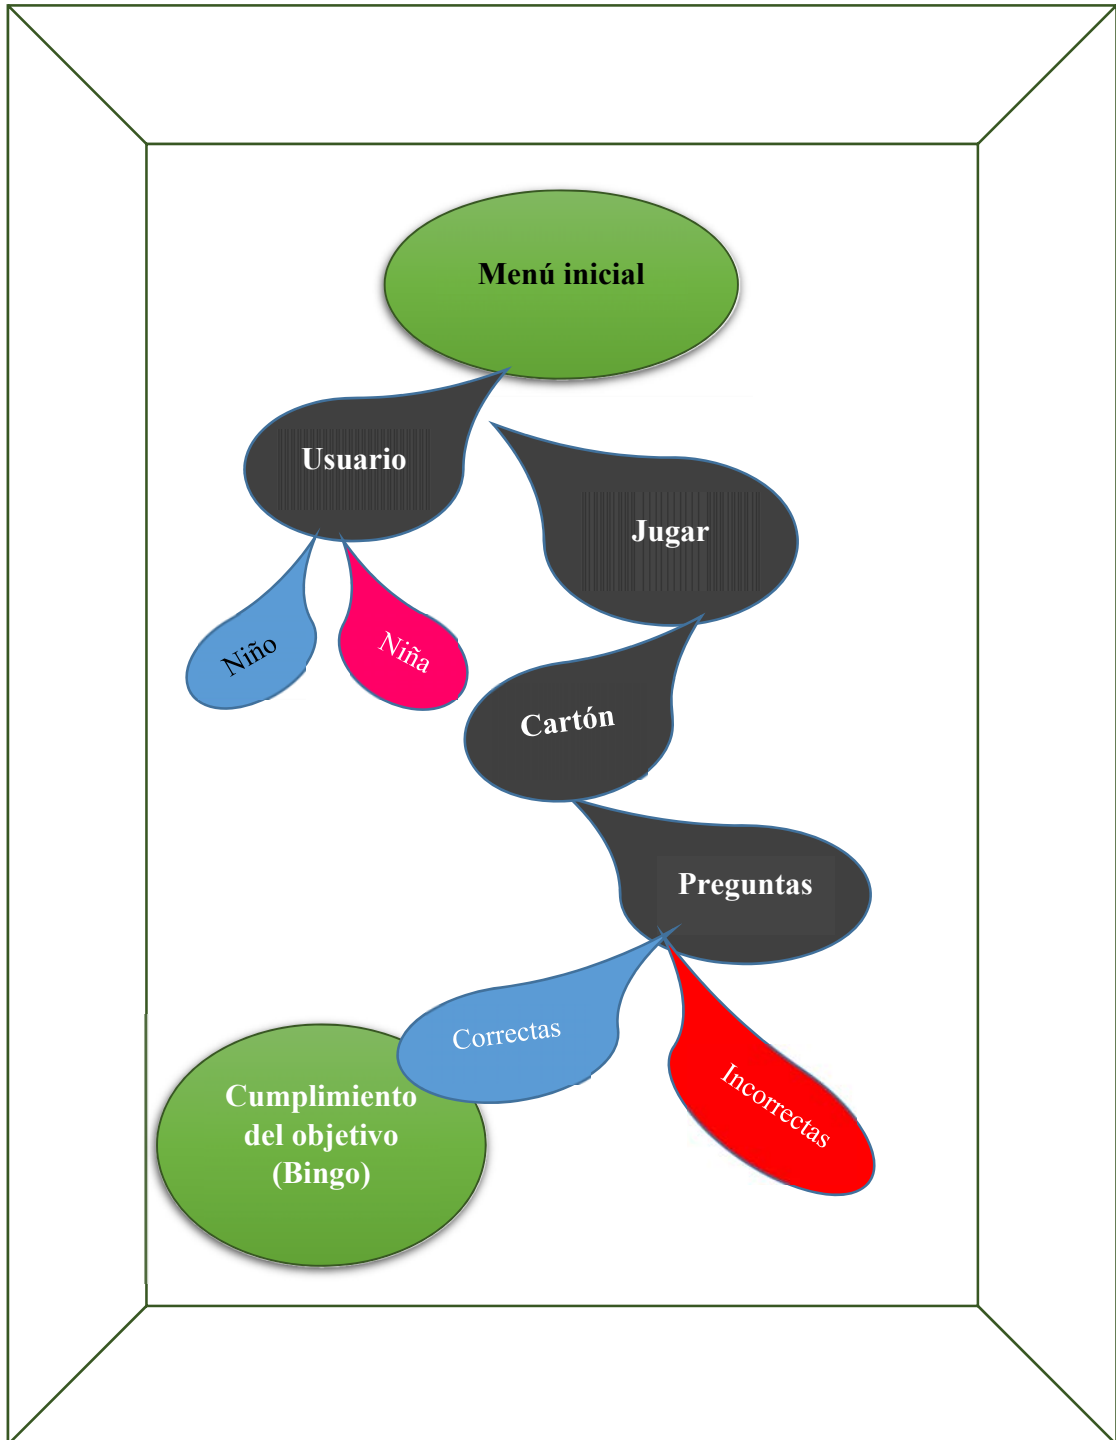 Menú inicial
Usuario
Jugar
Niño
Niña
Cartón
Preguntas
Correctas
Incorrectas
Cumplimiento
del objetivo
(Bingo)